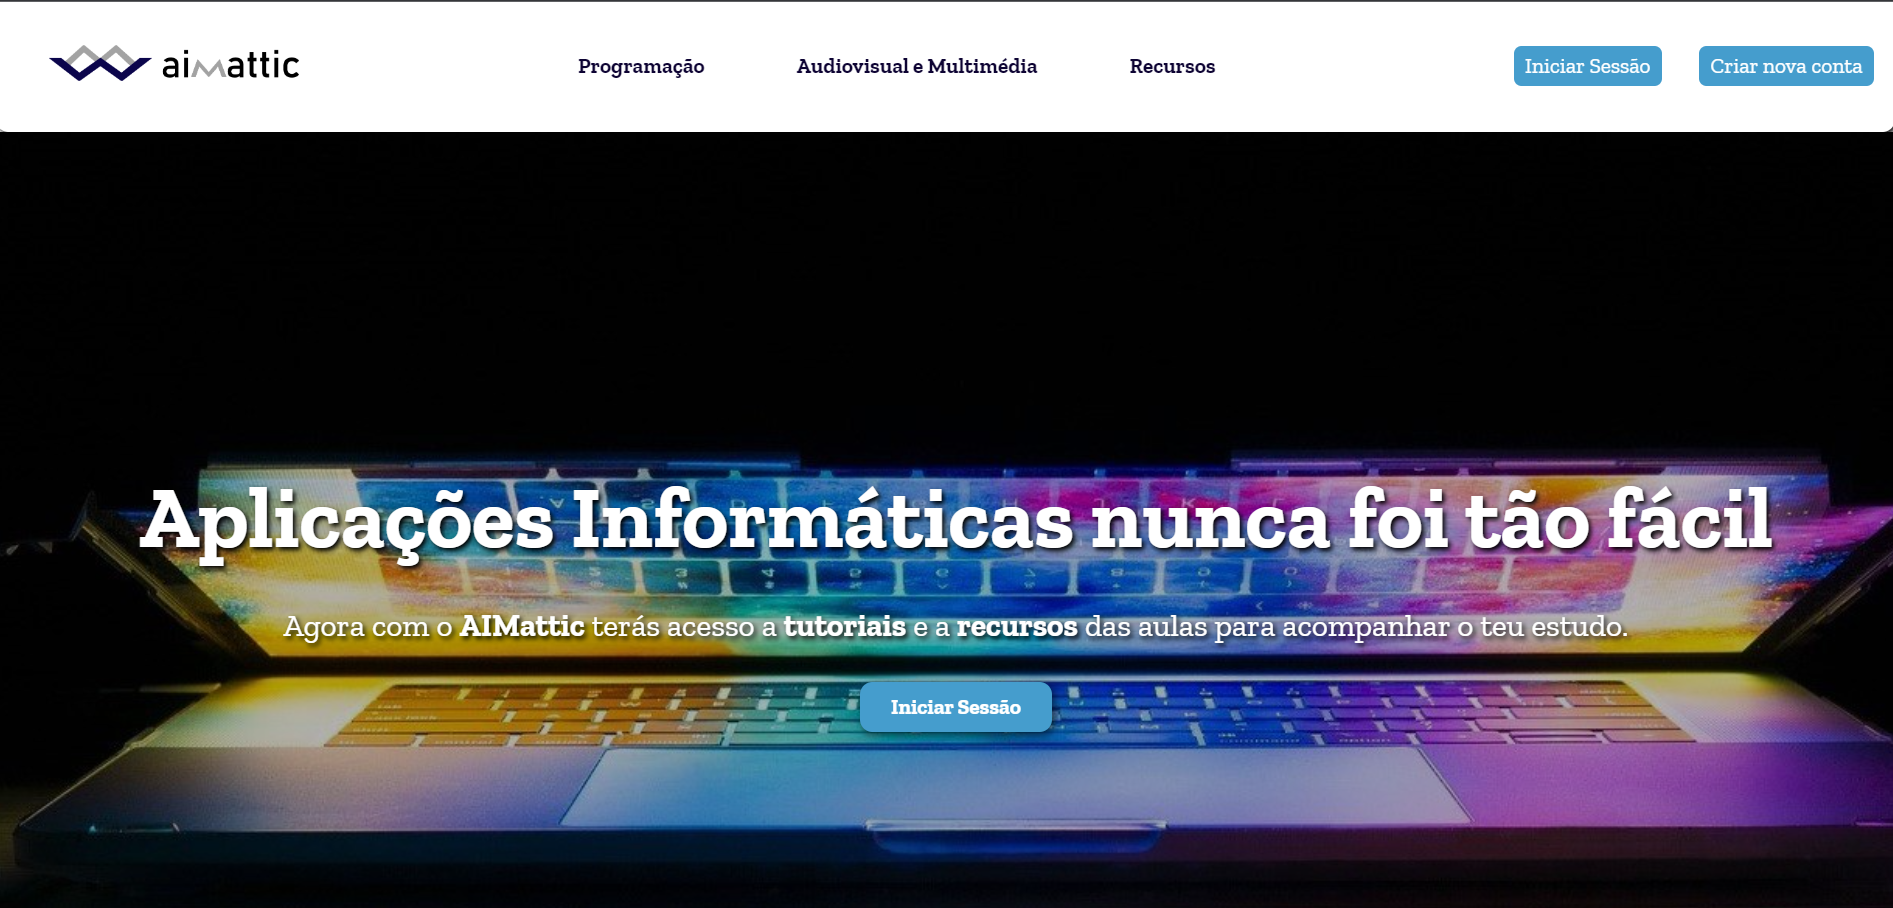 aimattic
Programação
Audiovisual e Multimédia
Recursos
Iniciar Sessão
Criar nova conta
Aplicações Informáticas nunca foi tão fácil
Agora com o AIMattic terás acesso a tutoriais e a recursos das aulas para acompanhar o teu estudo.
Iniciar Sessão